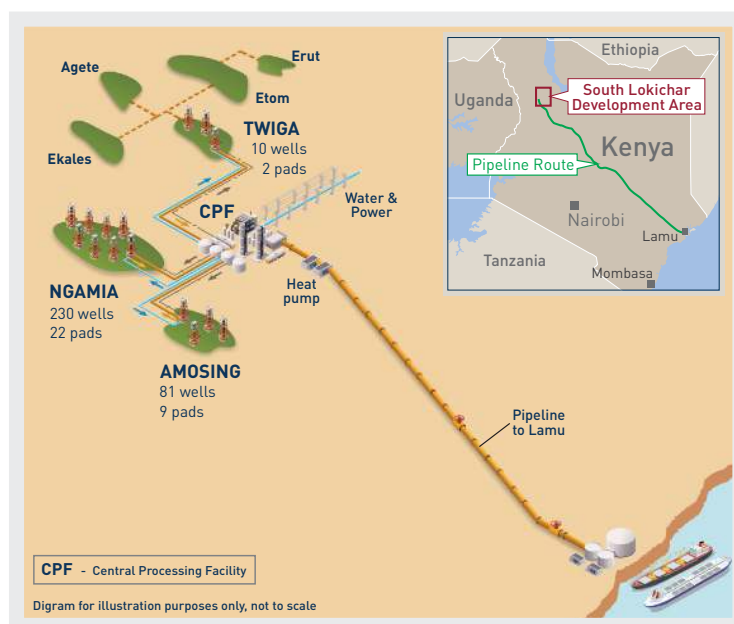 Erut
Agete
Etom
Ekales
TWIGA
10 wells
2 pads
CPF
Water &
Power
NGAMIA
230 wells
22 pads
Heat
pump
AMOSING
81 wells
9 pads
Pipeline
to Lamu
Ethiopia
Uganda
South Lokichar
Development Area
Kenya
Pipeline Route
Nairobi
Lamu
Tanzania
Mombasa
CPF - Central Processing Facility
Digram for illustration purposes only, not to scale